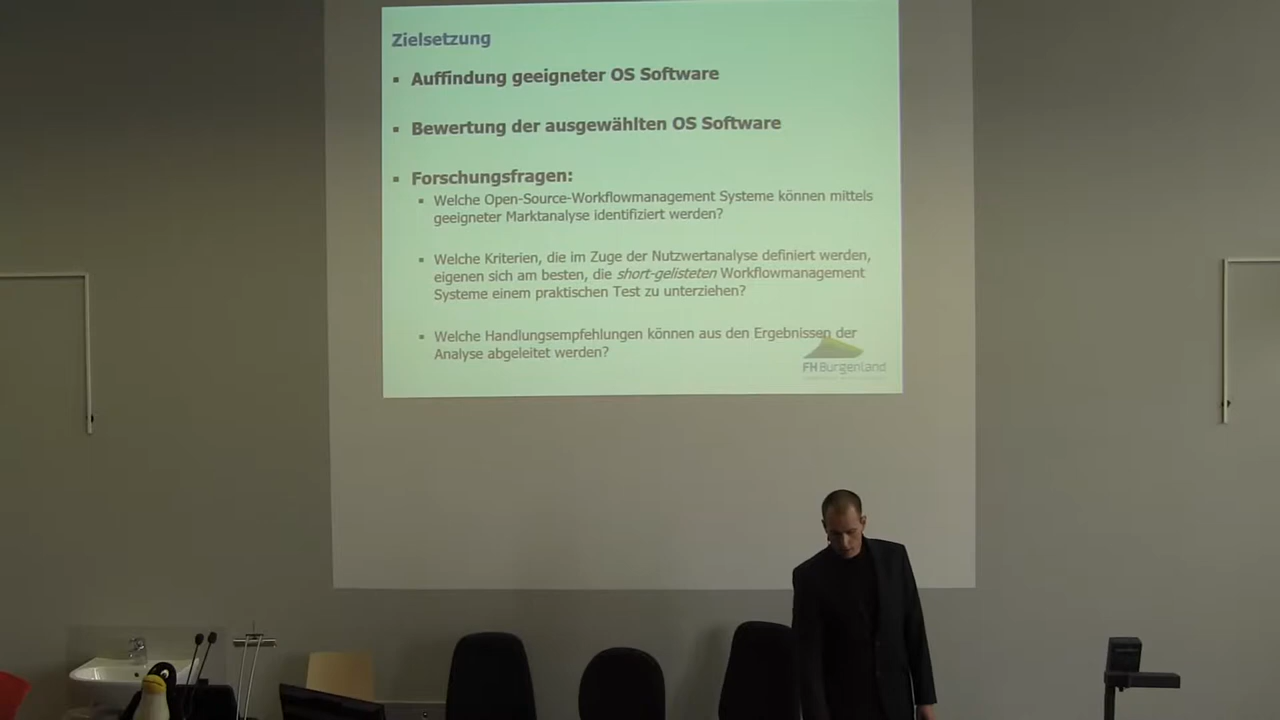 Zielsetzung
▪ Auffindung geeigneter OS Software
▪ Bewertung der ausgewählten OS Software
▪ Forschungsfragen:
▪ Welche Open-Source-Workflowmanagement Systeme können mittels
geeigneter Marktanalyse identifiziert werden?
▪ Welche Kriterien, die im Zuge der Nutzwertanalyse definiert werden,
eigenen sich am besten, die short-gelisteten Workflowmanagement
Systeme einem praktischen Test zu unterziehen?
▪ Welche Handlungsempfehlungen können aus den Ergebnissen der
Analyse abgeleitet werden?
FH Burgenland